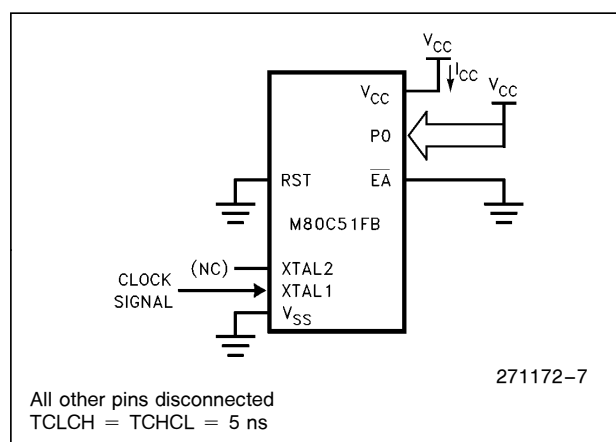 VCC
ICC
VCC
VCC
P0
RST
EA
M80C51FB
(NC)
XTAL2
CLOCK
SIGNAL
XTAL1
VSS
271172–7
All other pins disconnected
TCLCH = TCHCL = 5 ns